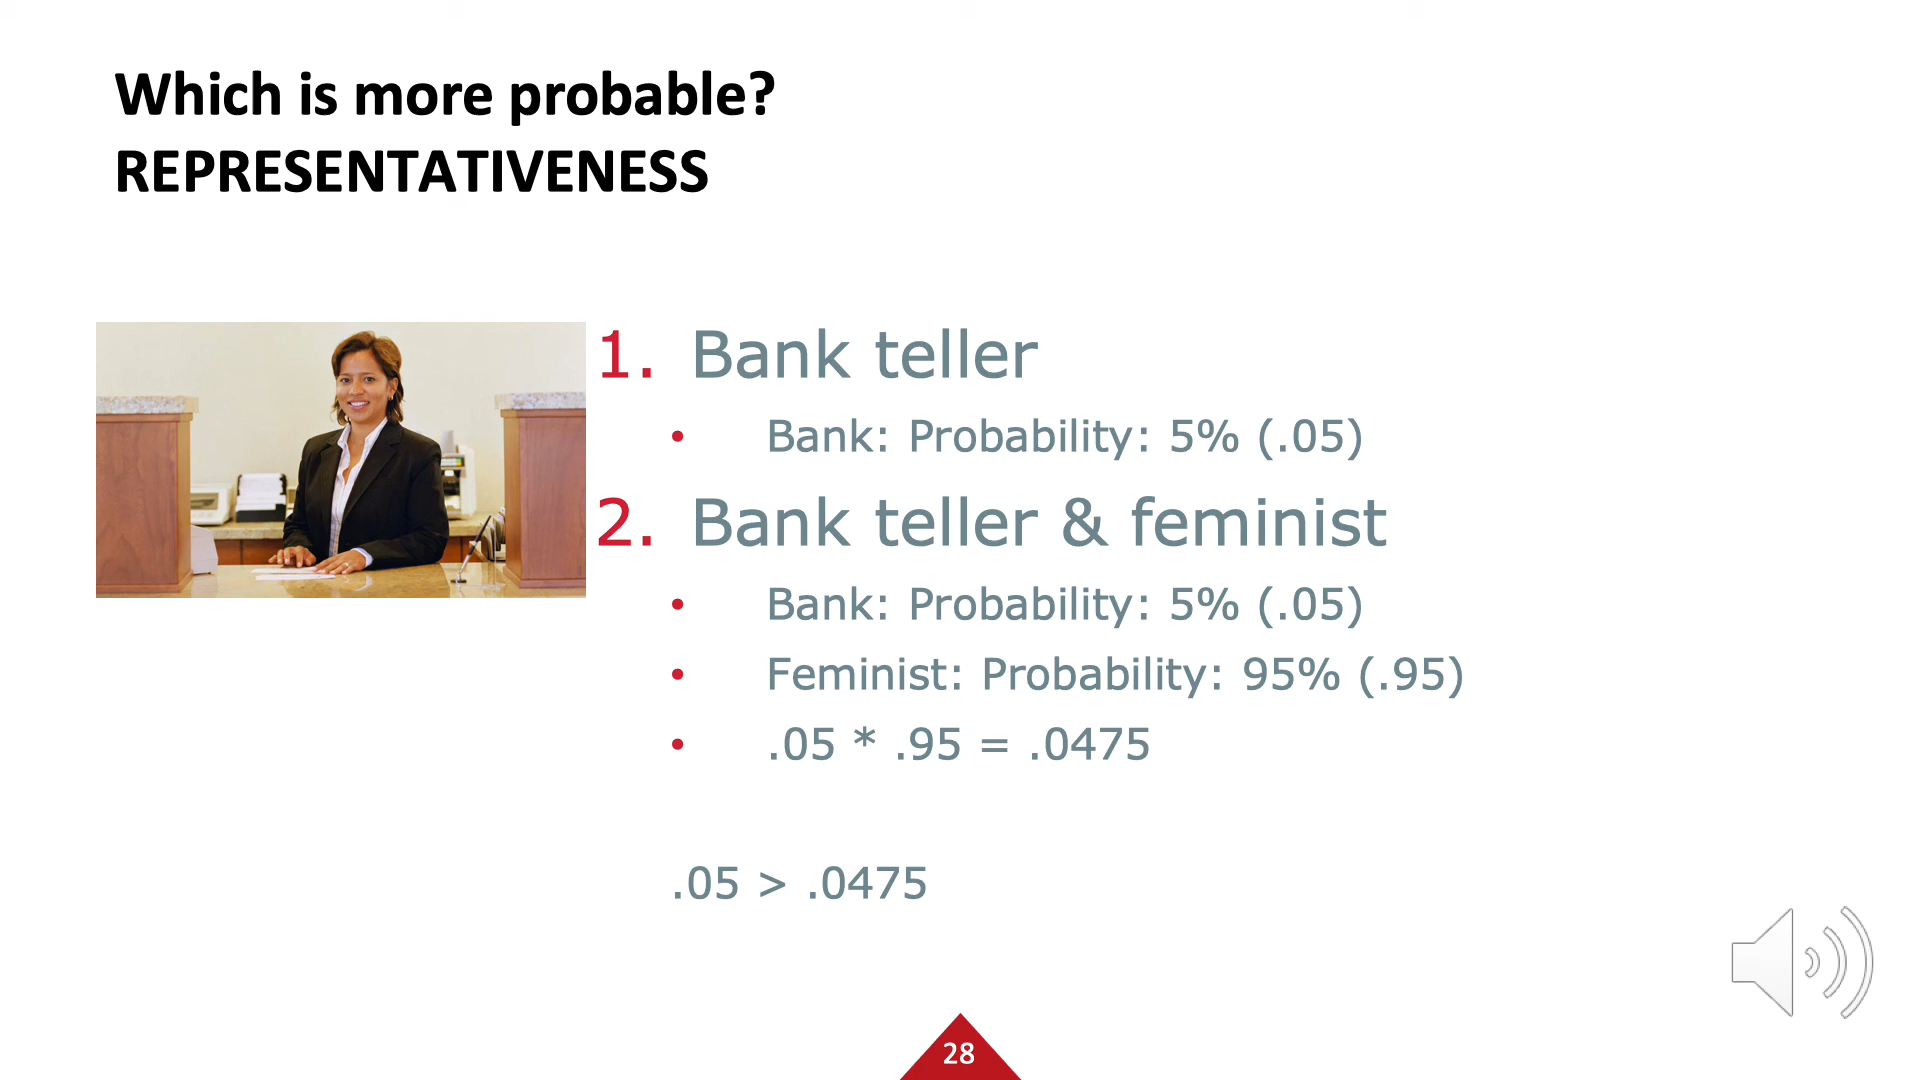 Which is more probable?
REPRESENTATIVENESS
1. Bank teller
• Bank: Probability: 5% (.05)
2. Bank teller & feminist
• Bank: Probability: 5% (.05)
• Feminist: Probability: 95% (.95)
• .05 * .95 = .0475
.05 > .0475
28